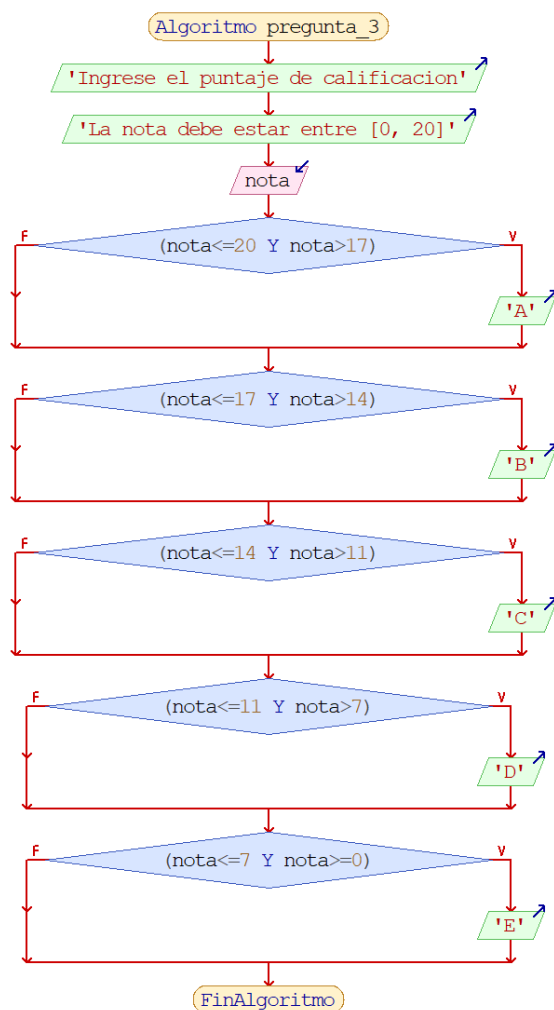 Algoritmo pregunta_3
'Ingrese el puntaje de calificacion'
'La nota debe estar entre [0, 20]'
nota
F
(nota<=20 Y nota>17)
V
'A'
F
(nota<=17 Y nota>14)
V
'B'
F
(nota<=14 Y nota>11)
V
'C'
F
(nota<=11 Y nota>7)
V
'D'
F
(nota<=7 Y nota>=0)
V
'E'
FinAlgoritmo